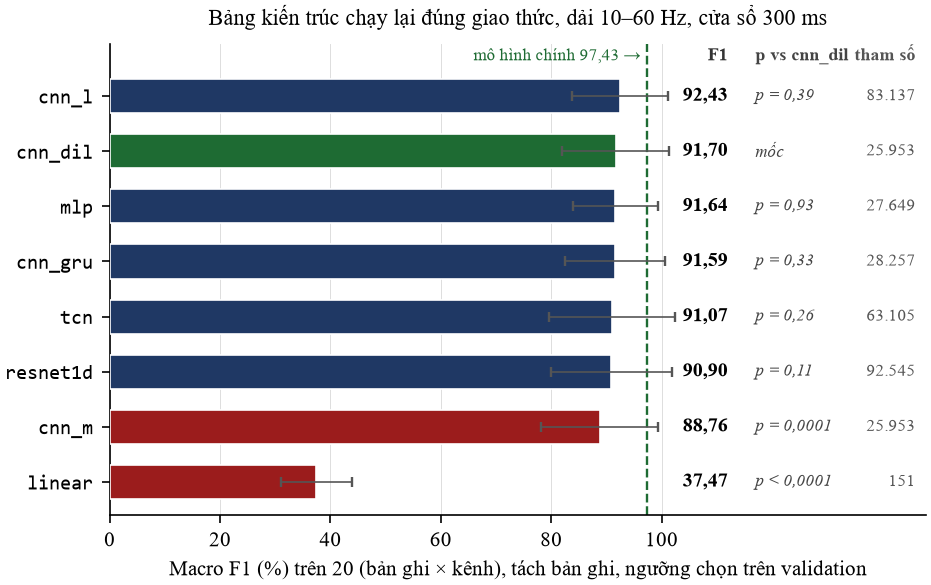 Bảng kiến trúc chạy lại đúng giao thức, dải 10–60 Hz, cửa sổ 300 ms
mô hình chính 97,43 → F1 p vs cnn_dil tham số
cnn_l 92,43 p = 0,39 83.137
cnn_dil 91,70 mốc 25.953
mlp 91,64 p = 0,93 27.649
cnn_gru 91,59 p = 0,33 28.257
tcn 91,07 p = 0,26 63.105
resnet1d 90,90 p = 0,11 92.545
cnn_m 88,76 p = 0,0001 25.953
linear 37,47 p < 0,0001 151
0 20 40 60 80 100
Macro F1 (%) trên 20 (bản ghi × kênh), tách bản ghi, ngưỡng chọn trên validation